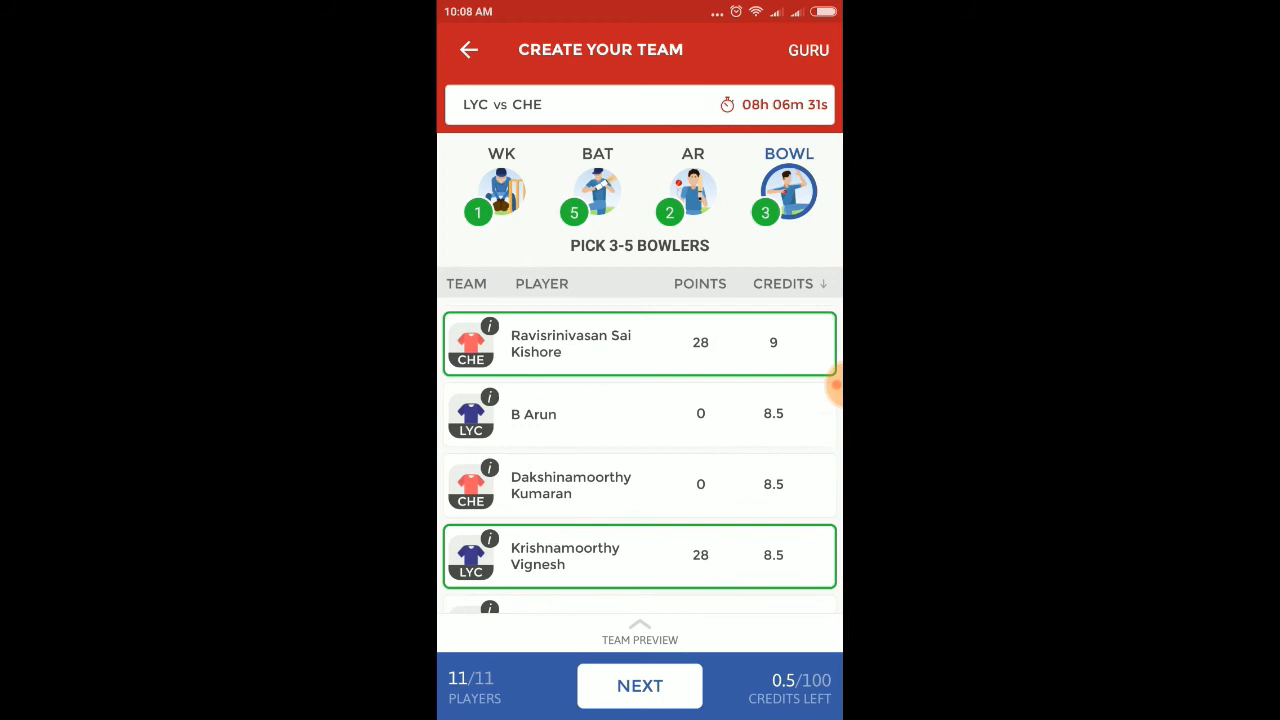 10:08 AM
CREATE YOUR TEAM
GURU
LYC vs CHE
08h 06m 31s
WK
BAT
AR
BOWL
1
5
2
3
PICK 3-5 BOWLERS
TEAM
PLAYER
POINTS
CREDITS ↓
i
CHE
Ravisrinivasan Sai
Kishore
28
9
i
LYC
B Arun
0
8.5
i
CHE
Dakshinamoorthy
Kumaran
0
8.5
i
LYC
Krishnamoorthy
Vignesh
28
8.5
i
TEAM PREVIEW
11/11
PLAYERS
NEXT
0.5/100
CREDITS LEFT